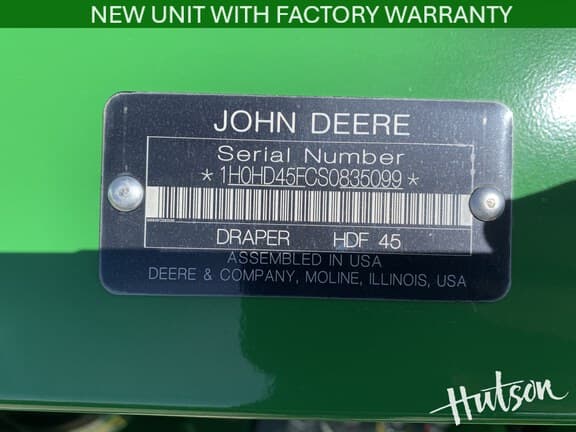 NEW UNIT WITH FACTORY WARRANTY
JOHN DEERE
Serial Number
*1H0HD45FCS0835099*
DRAPER HDF 45
ASSEMBLED IN USA
DEERE & COMPANY, MOLINE, ILLINOIS, USA
Hutson